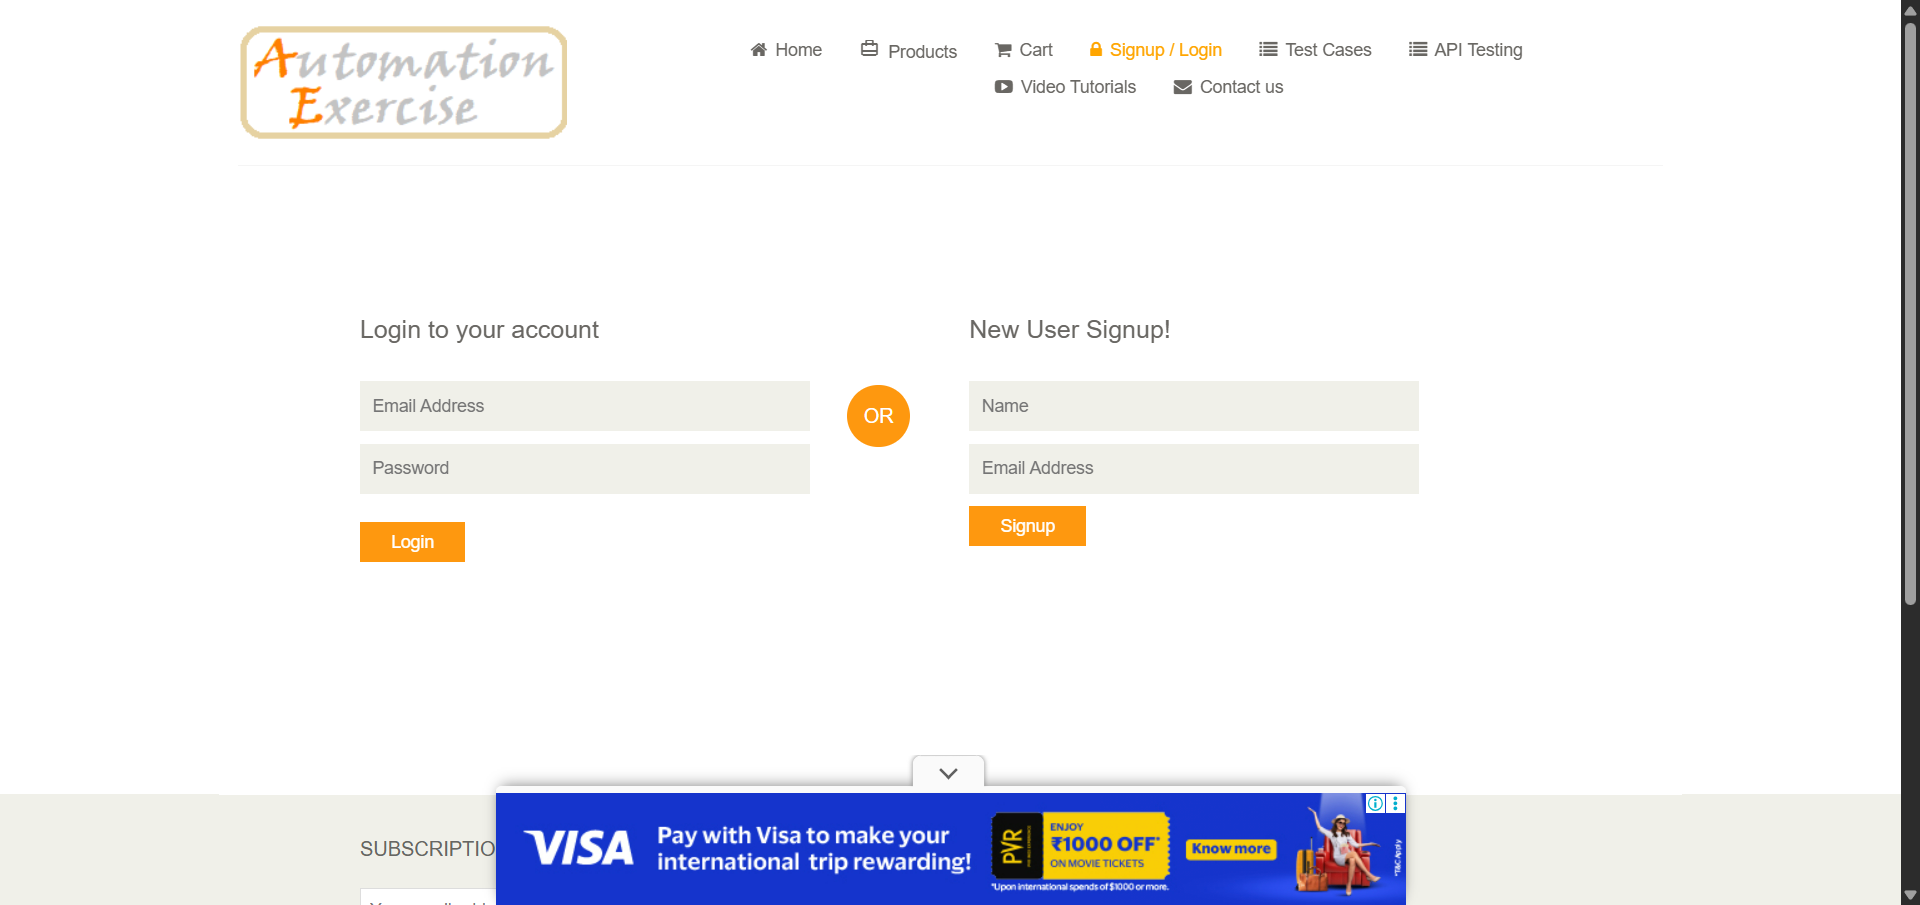 Automation
Exercise
Home
Products
Cart
Signup / Login
Test Cases
API Testing
Video Tutorials
Contact us
Login to your account
New User Signup!
Email Address
Password
Login
OR
Name
Email Address
Signup
SUBSCRIPTIO
VISA
Pay with Visa to make your
international trip rewarding!
PVR
ENJOY
₹1000 OFF*
ON MOVIE TICKETS
*Upon international spends of $1000 or more.
Know more
*T&C Apply